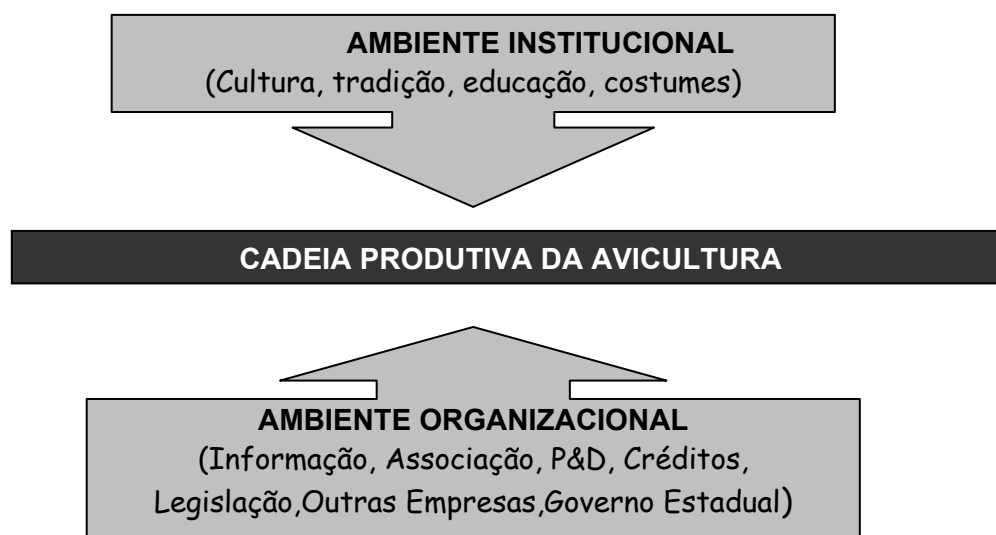 AMBIENTE INSTITUCIONAL
(Cultura, tradição, educação, costumes)
CADEIA PRODUTIVA DA AVICULTURA
AMBIENTE ORGANIZACIONAL
(Informação, Associação, P&D, Créditos,
Legislação,Outras Empresas,Governo Estadual)